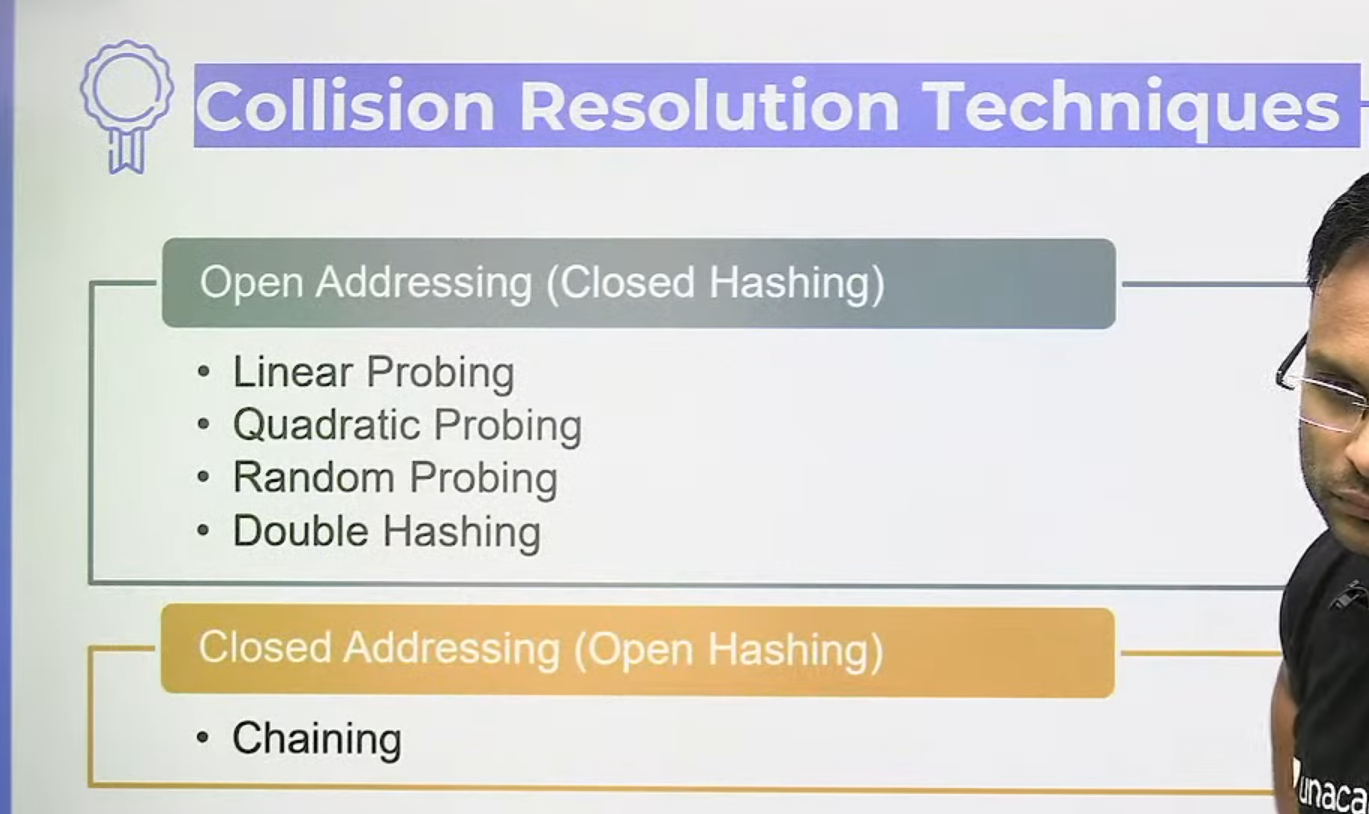 Collision Resolution Techniques
Open Addressing (Closed Hashing)
• Linear Probing
• Quadratic Probing
• Random Probing
• Double Hashing
Closed Addressing (Open Hashing)
• Chaining